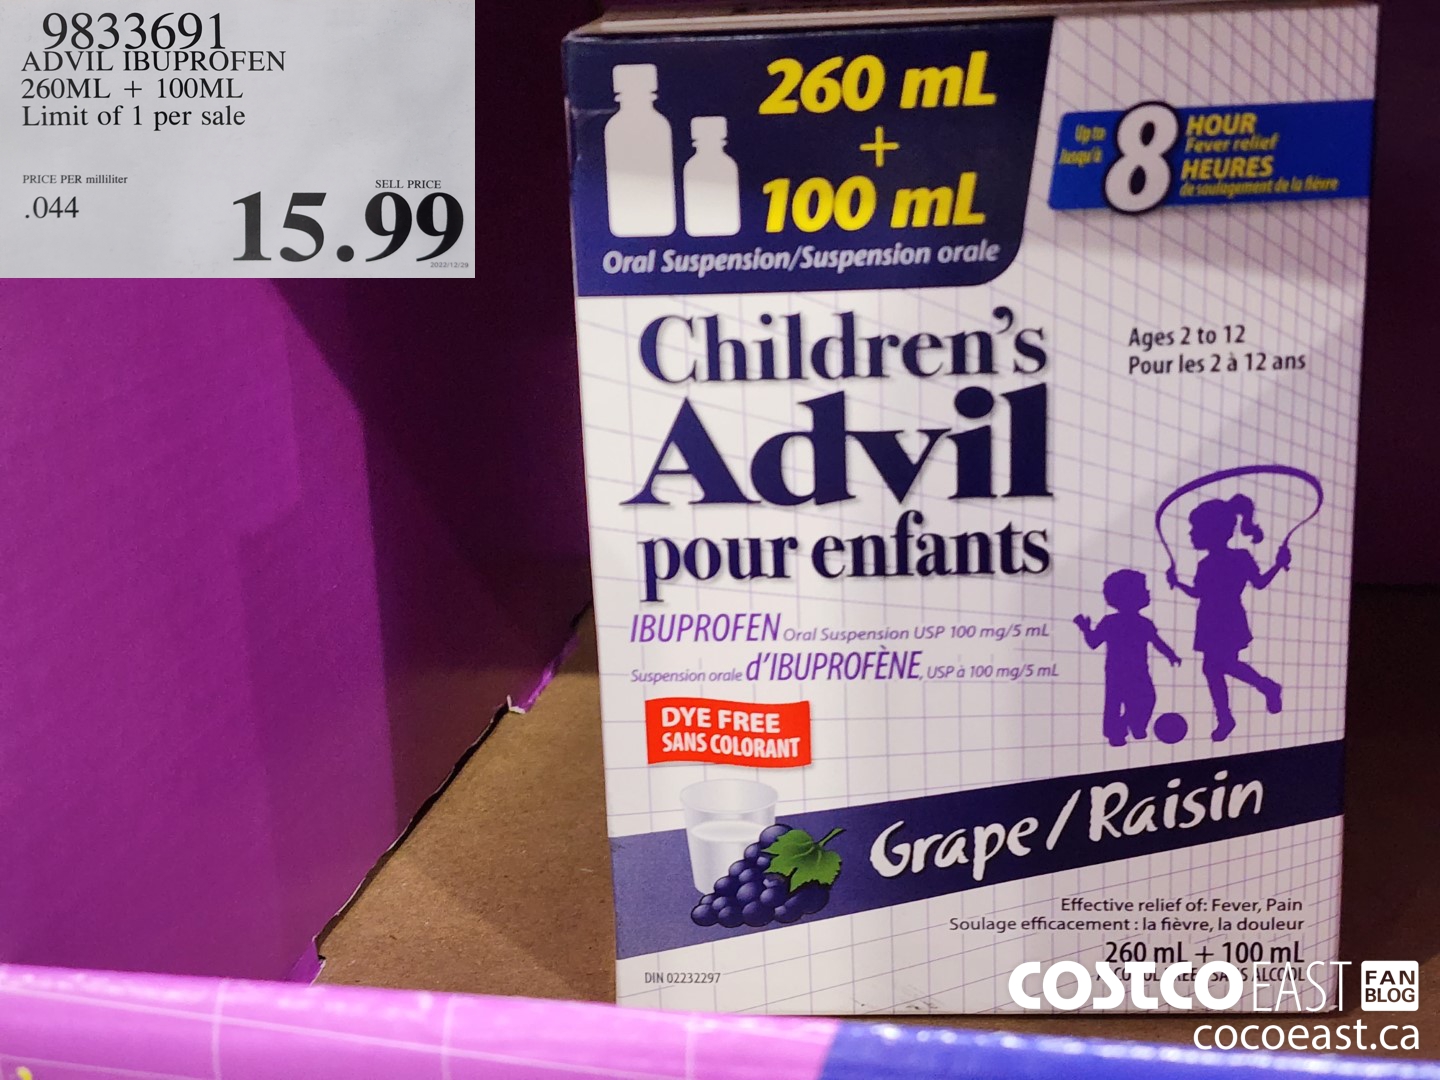 9833691
ADVIL IBUPROFEN
260ML + 100ML
Limit of 1 per sale
PRICE PER milliliter
.044
SELL PRICE
15.99
2022/12/29
260 mL
+
100 mL
Oral Suspension/Suspension orale
Up to
Jusqu'à
8
HOUR
Fever relief
HEURES
de soulagement de la fièvre
Children's
Advil
pour enfants
Ages 2 to 12
Pour les 2 à 12 ans
IBUPROFEN Oral Suspension USP 100 mg/5 mL
Suspension orale d'IBUPROFÈNE, USP à 100 mg/5 mL
DYE FREE
SANS COLORANT
Grape/Raisin
Effective relief of: Fever, Pain
Soulage efficacement : la fièvre, la douleur
260 mL + 100 mL
DIN 02232297
COSTCO EAST FAN BLOG
cocoeast.ca